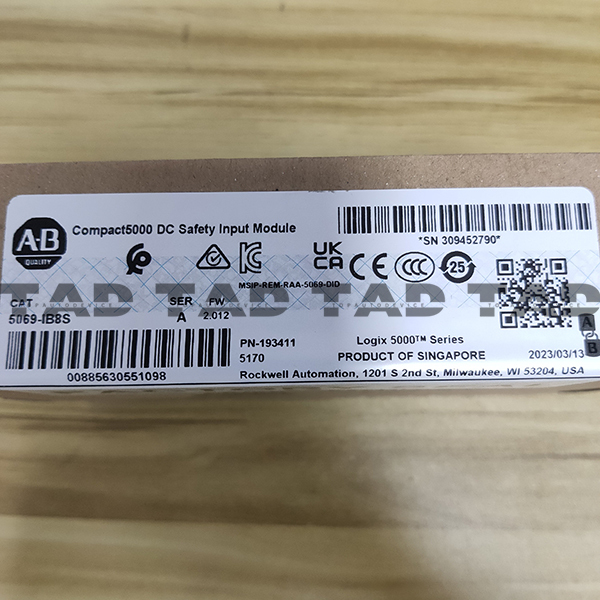 A-B
QUALITY
Compact5000 DC Safety Input Module
*SN 309452790*
UK
CA
CE
CCC
25
MSIP-REM-RAA-5069-DID
TAD TAD TAD TAD
CAT
5069-IB8S
SER
A
FW
2.012
A
B
PN-193411
5170
Logix 5000™ Series
PRODUCT OF SINGAPORE
2023/03/13
00885630551098
Rockwell Automation, 1201 S 2nd St, Milwaukee, WI 53204, USA